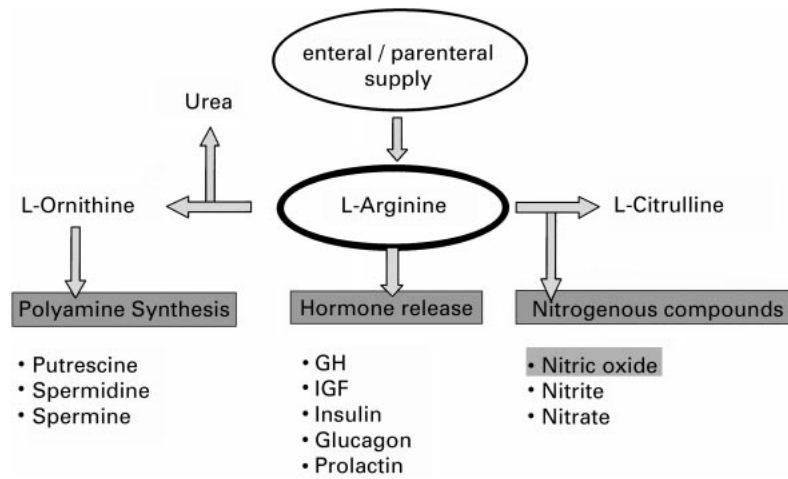 enteral / parenteral
supply
Urea
L-Ornithine
L-Arginine
L-Citrulline
Polyamine Synthesis
Hormone release
Nitrogenous compounds
• Putrescine
• Spermidine
• Spermine
• GH
• IGF
• Insulin
• Glucagon
• Prolactin
• Nitric oxide
• Nitrite
• Nitrate